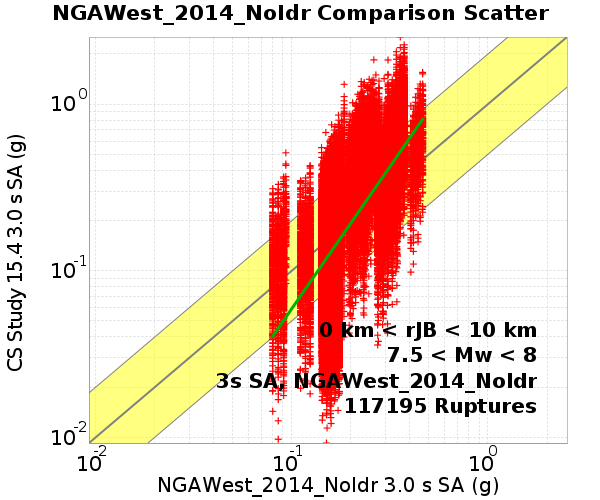 NGAWest_2014_NoIdr Comparison Scatter
CS Study 15.4 3.0 s SA (g)
10^0
10^-1
10^-2
0 km < rJB < 10 km
7.5 < Mw < 8
3s SA, NGAWest_2014_NoIdr
117195 Ruptures
10^-2 10^-1 10^0
NGAWest_2014_NoIdr 3.0 s SA (g)